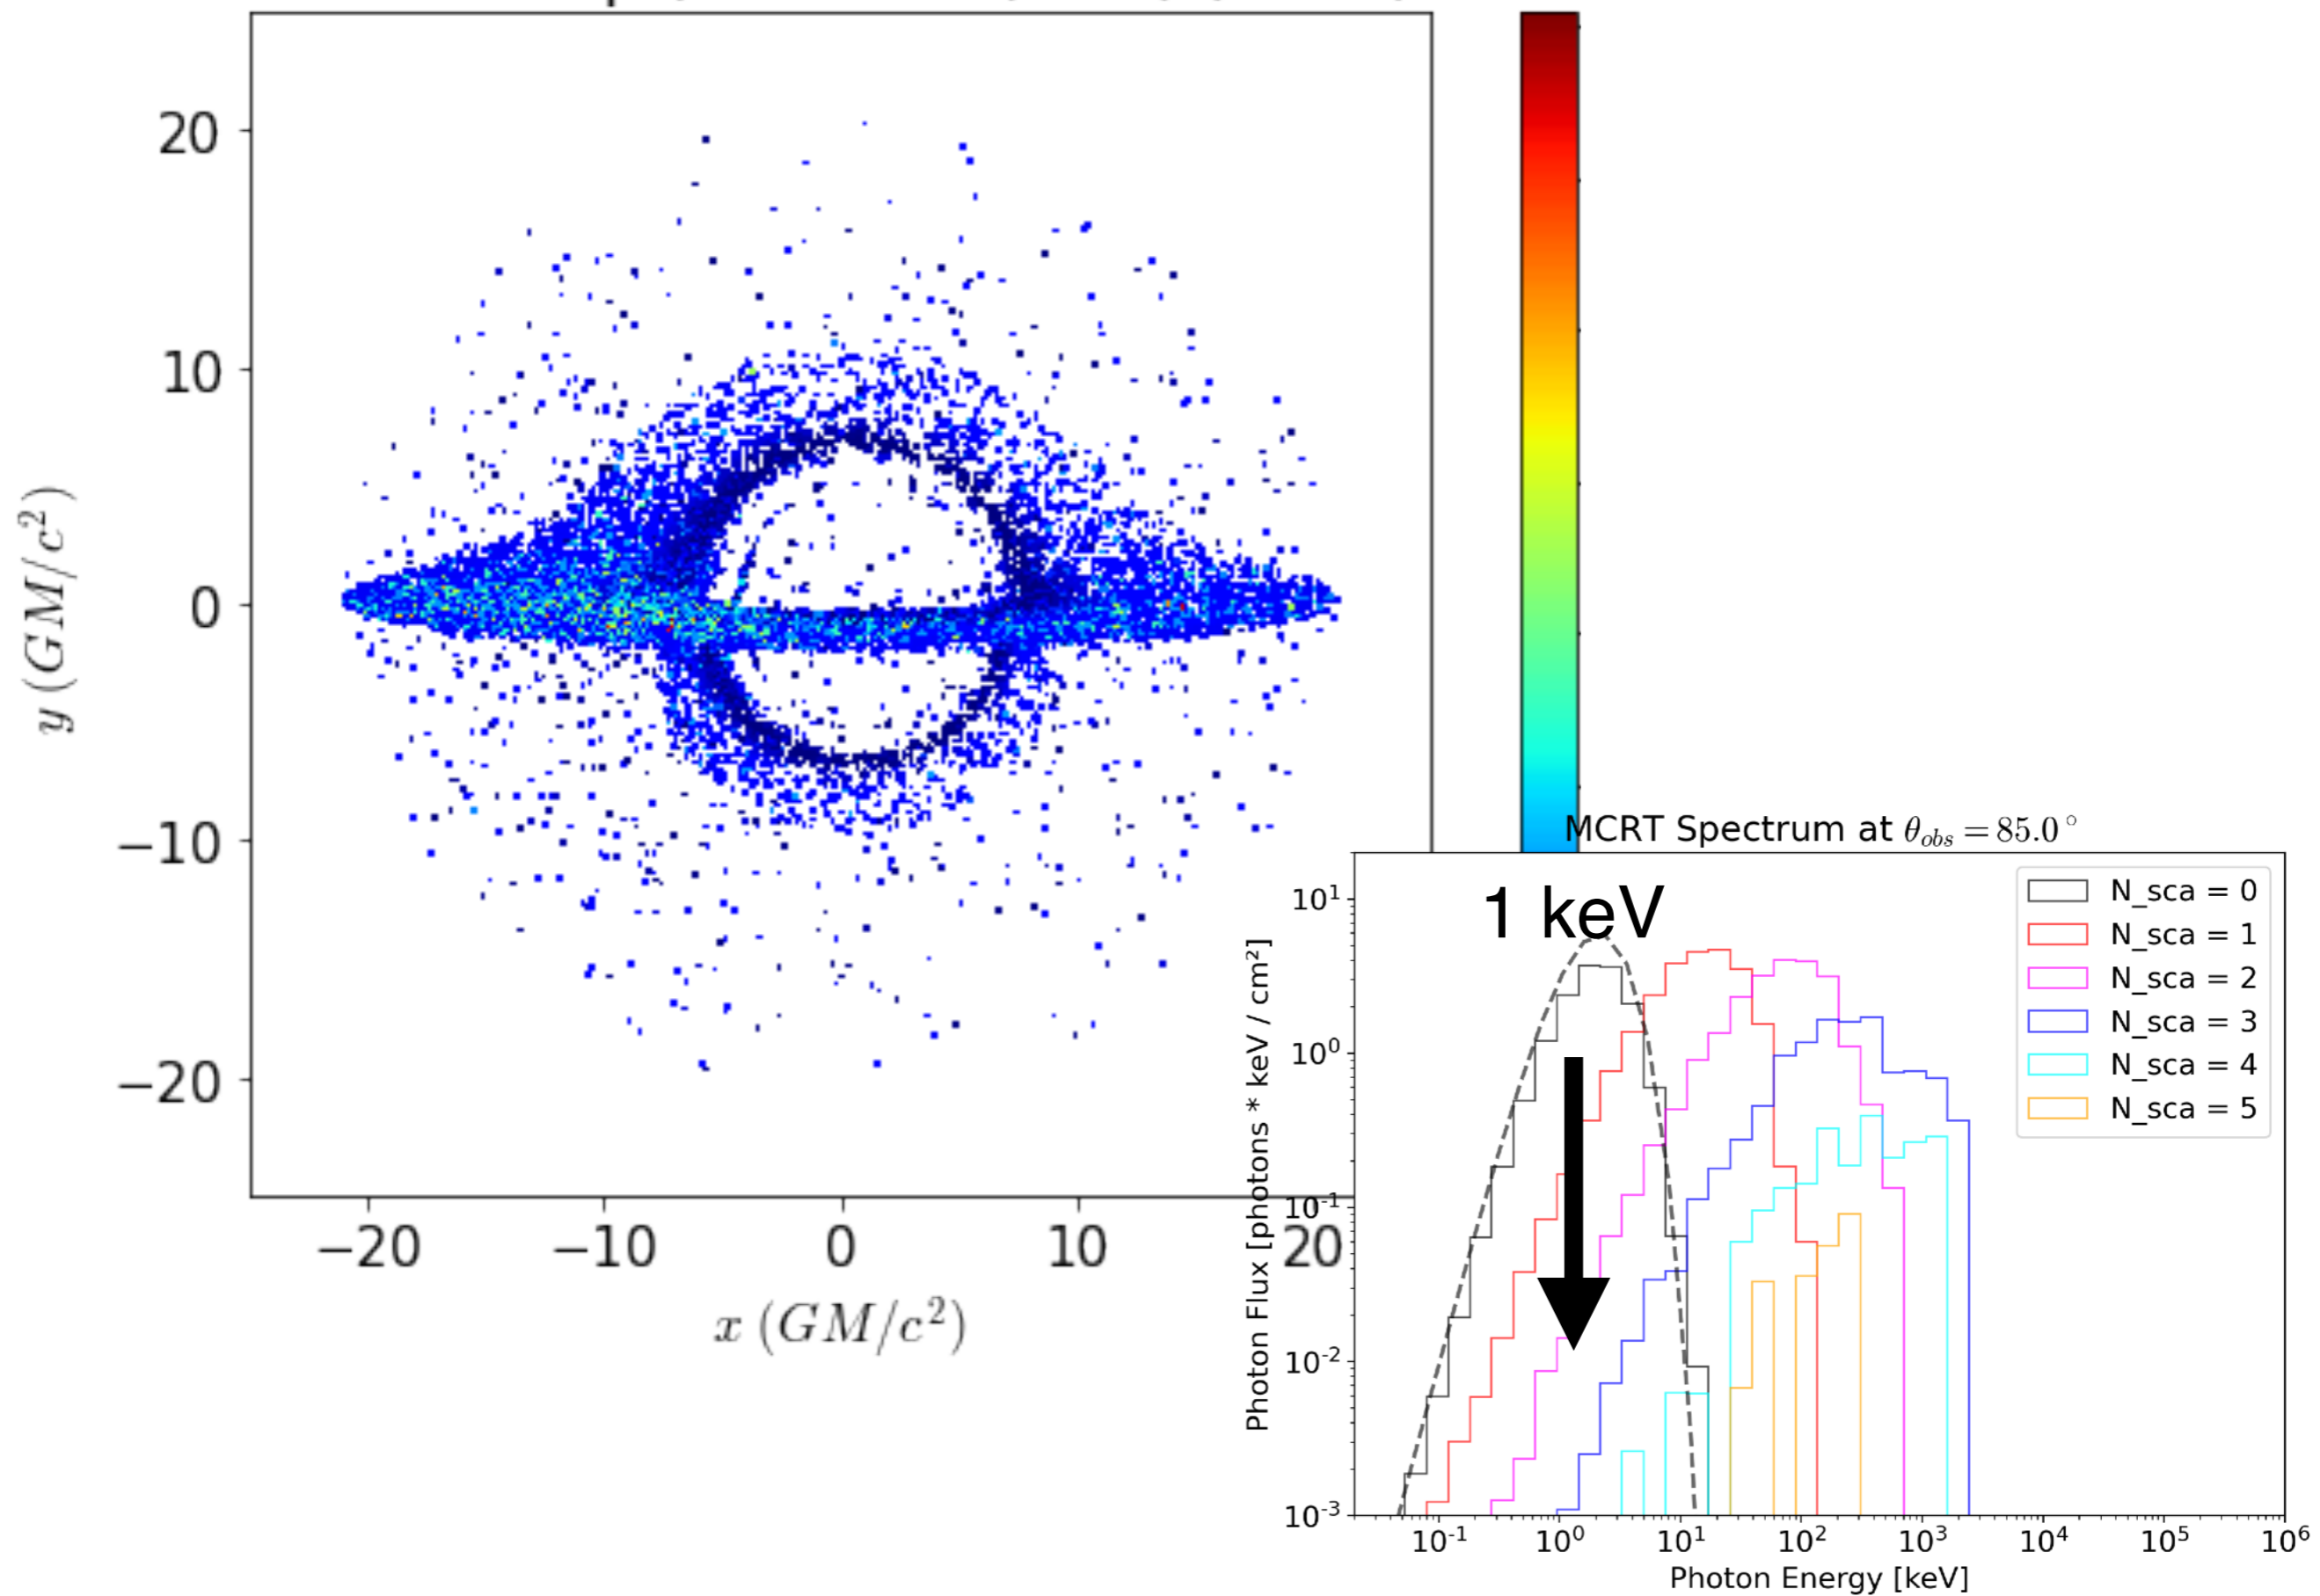 20
10
0
−10
−20
y (GM/c²)
−20
−10
0
10
20
x (GM/c²)
MCRT Spectrum at θ_obs = 85.0°
1 keV
N_sca = 0
N_sca = 1
N_sca = 2
N_sca = 3
N_sca = 4
N_sca = 5
10¹
10⁰
10⁻¹
10⁻²
10⁻³
Photon Flux [photons * keV / cm²]
10⁻¹
10⁰
10¹
10²
10³
10⁴
10⁵
10⁶
Photon Energy [keV]